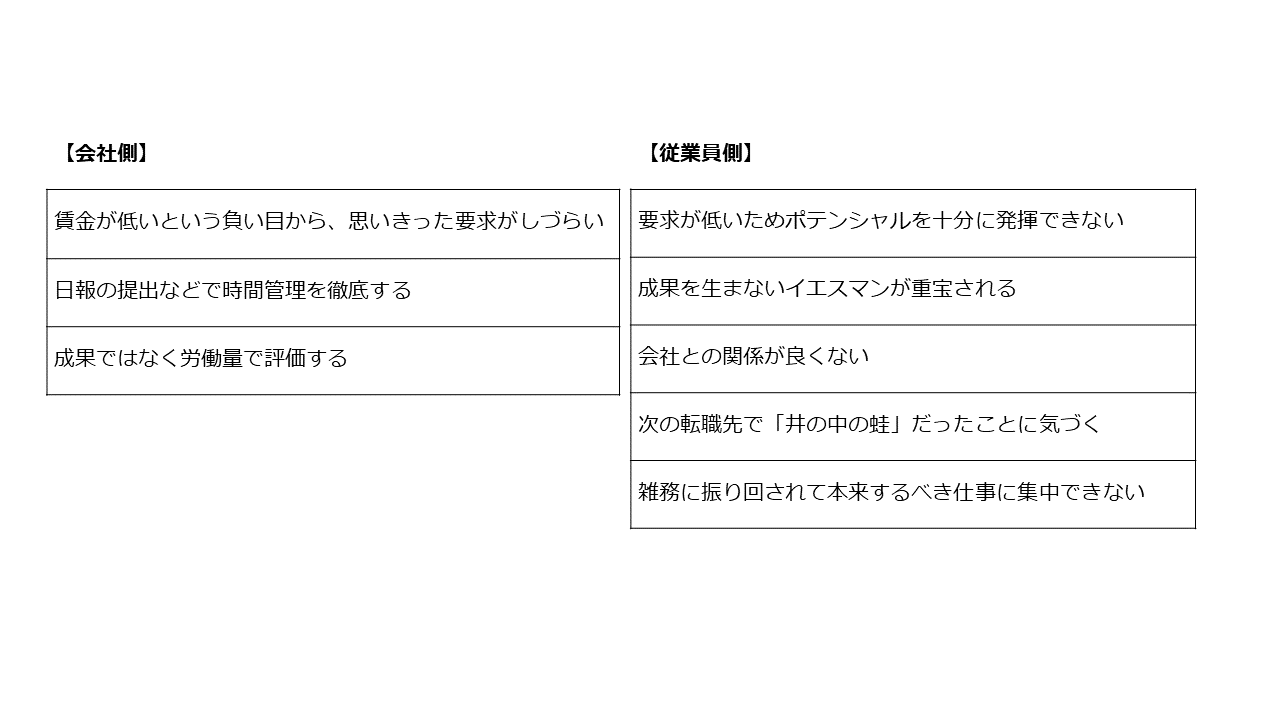 【会社側】
賃金が低いという負い目から、思いきった要求がしづらい
日報の提出などで時間管理を徹底する
成果ではなく労働量で評価する
【従業員側】
要求が低いためポテンシャルを十分に発揮できない
成果を生まないイエスマンが重宝される
会社との関係が良くない
次の転職先で「井の中の蛙」だったことに気づく
雑務に振り回されて本来するべき仕事に集中できない